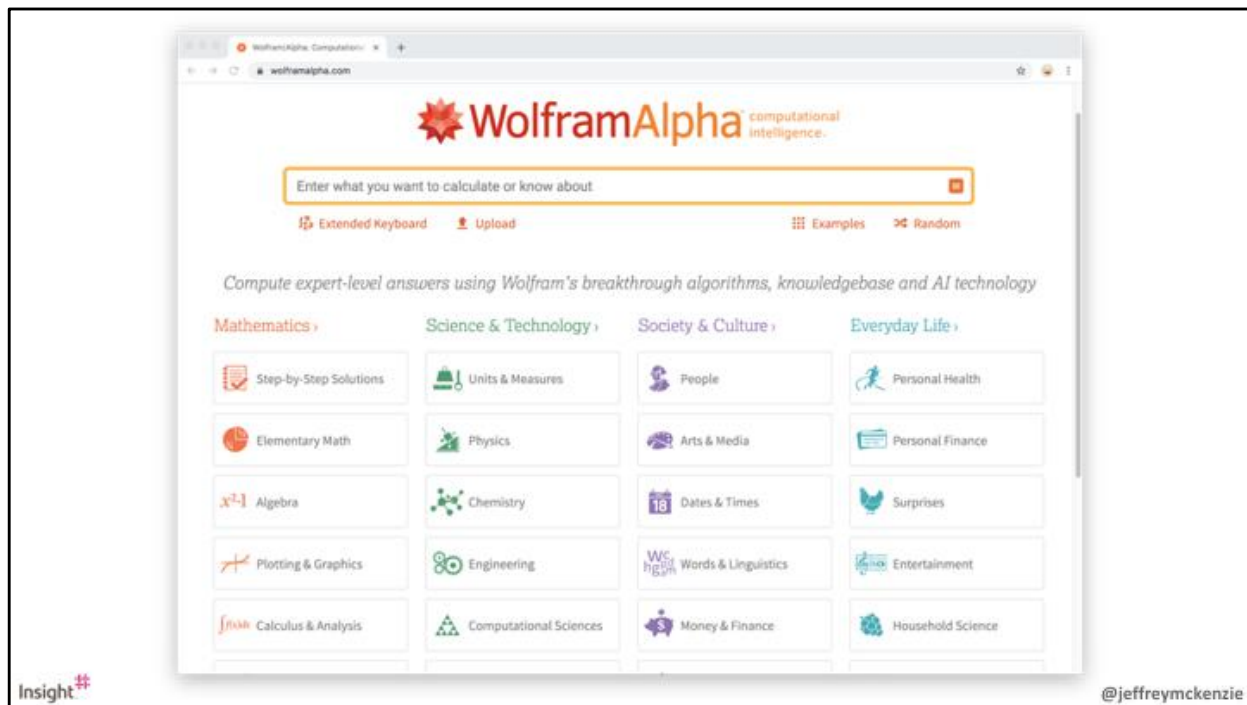 wolframalpha.com
WolframAlpha computational intelligence.
Enter what you want to calculate or know about
Extended Keyboard Upload Examples Random
Compute expert-level answers using Wolfram's breakthrough algorithms, knowledgebase and AI technology
Mathematics › Science & Technology › Society & Culture › Everyday Life ›
Step-by-Step Solutions Units & Measures People Personal Health
Elementary Math Physics Arts & Media Personal Finance
x²-1 Algebra Chemistry 18 Dates & Times Surprises
Plotting & Graphics Engineering Words & Linguistics Entertainment
Calculus & Analysis Computational Sciences $ Money & Finance Household Science
Insight
@jeffreymckenzie